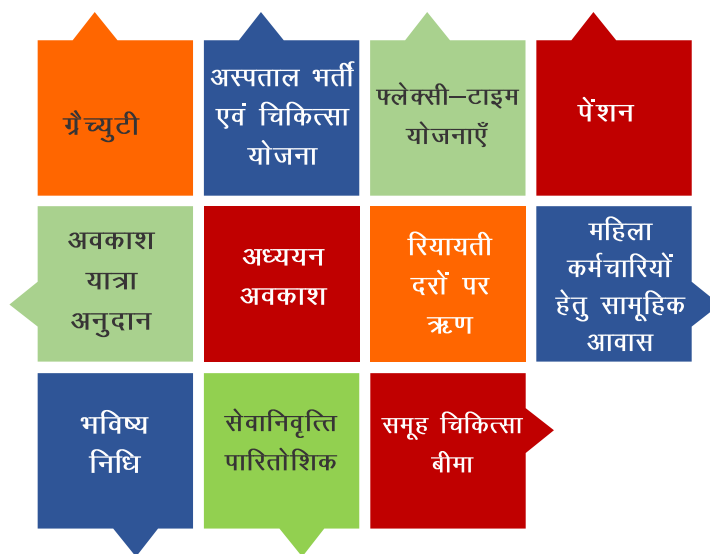 ग्रैच्युटी
अस्पताल भर्ती
एवं चिकित्सा
योजना
फ्लेक्सी–टाइम
योजनाएँ
पेंशन
अवकाश
यात्रा
अनुदान
अध्ययन
अवकाश
रियायती
दरों पर
ऋण
महिला
कर्मचारियों
हेतु सामूहिक
आवास
भविष्य
निधि
सेवानिवृत्ति
पारितोशिक
समूह चिकित्सा
बीमा